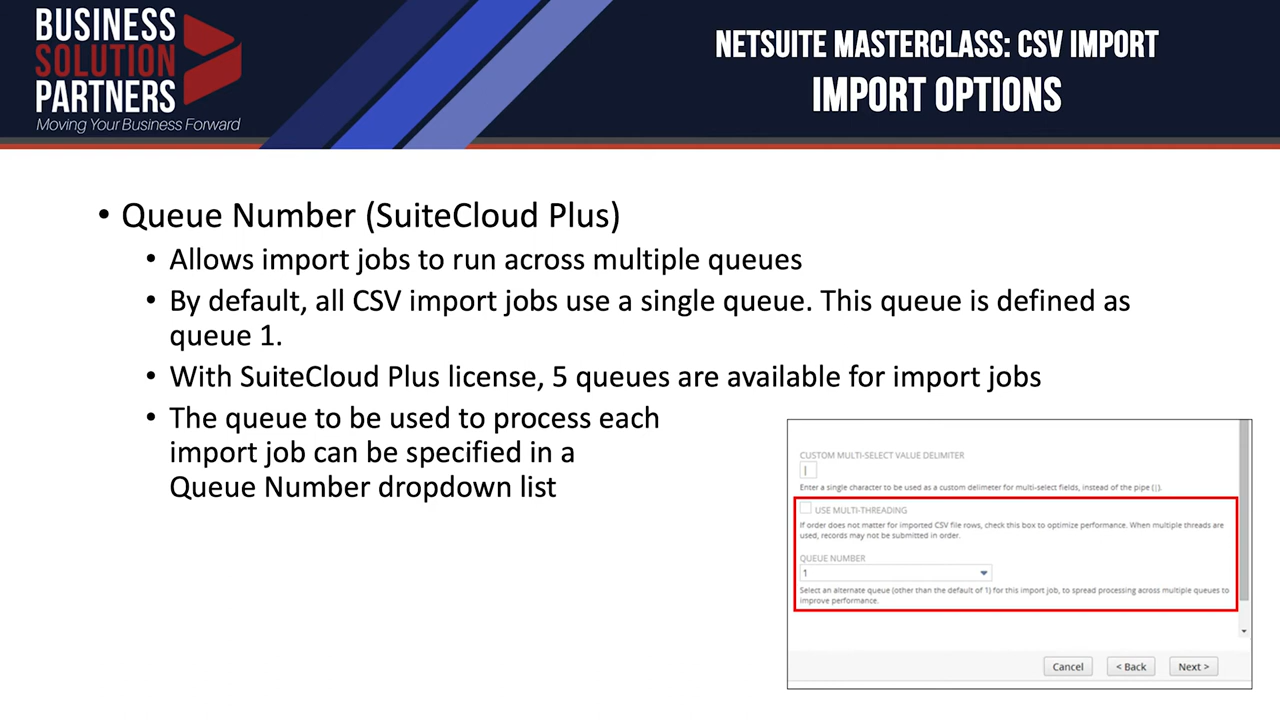 BUSINESS
SOLUTION
PARTNERS
Moving Your Business Forward
NETSUITE MASTERCLASS: CSV IMPORT
IMPORT OPTIONS
• Queue Number (SuiteCloud Plus)
• Allows import jobs to run across multiple queues
• By default, all CSV import jobs use a single queue. This queue is defined as
queue 1.
• With SuiteCloud Plus license, 5 queues are available for import jobs
• The queue to be used to process each
import job can be specified in a
Queue Number dropdown list
CUSTOM MULTI-SELECT VALUE DELIMITER
|
Enter a single character to be used as a custom delimiter for multi-select fields, instead of the pipe (|).
USE MULTI-THREADING
If order does not matter for imported CSV file rows, check this box to optimize performance. When multiple threads are
used, records may not be submitted in order.
QUEUE NUMBER
1
Select an alternate queue (other than the default of 1) for this import job, to spread processing across multiple queues to
improve performance.
Cancel
< Back
Next >